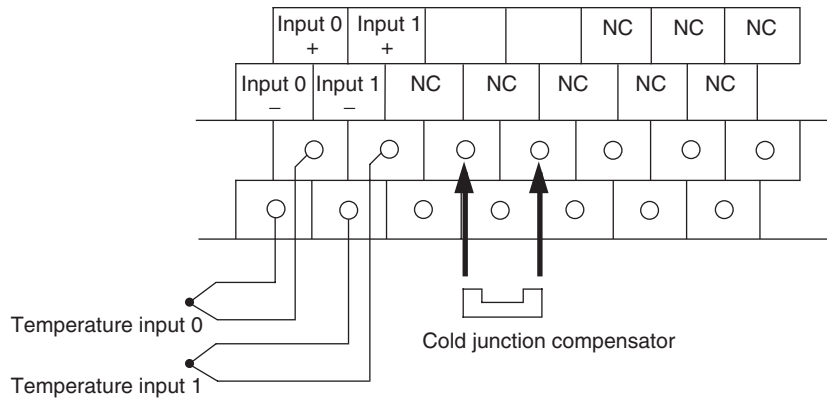 Input 0 Input 1 NC NC NC
+ +
Input 0 Input 1 NC NC NC NC NC
– –
Temperature input 0
Cold junction compensator
Temperature input 1